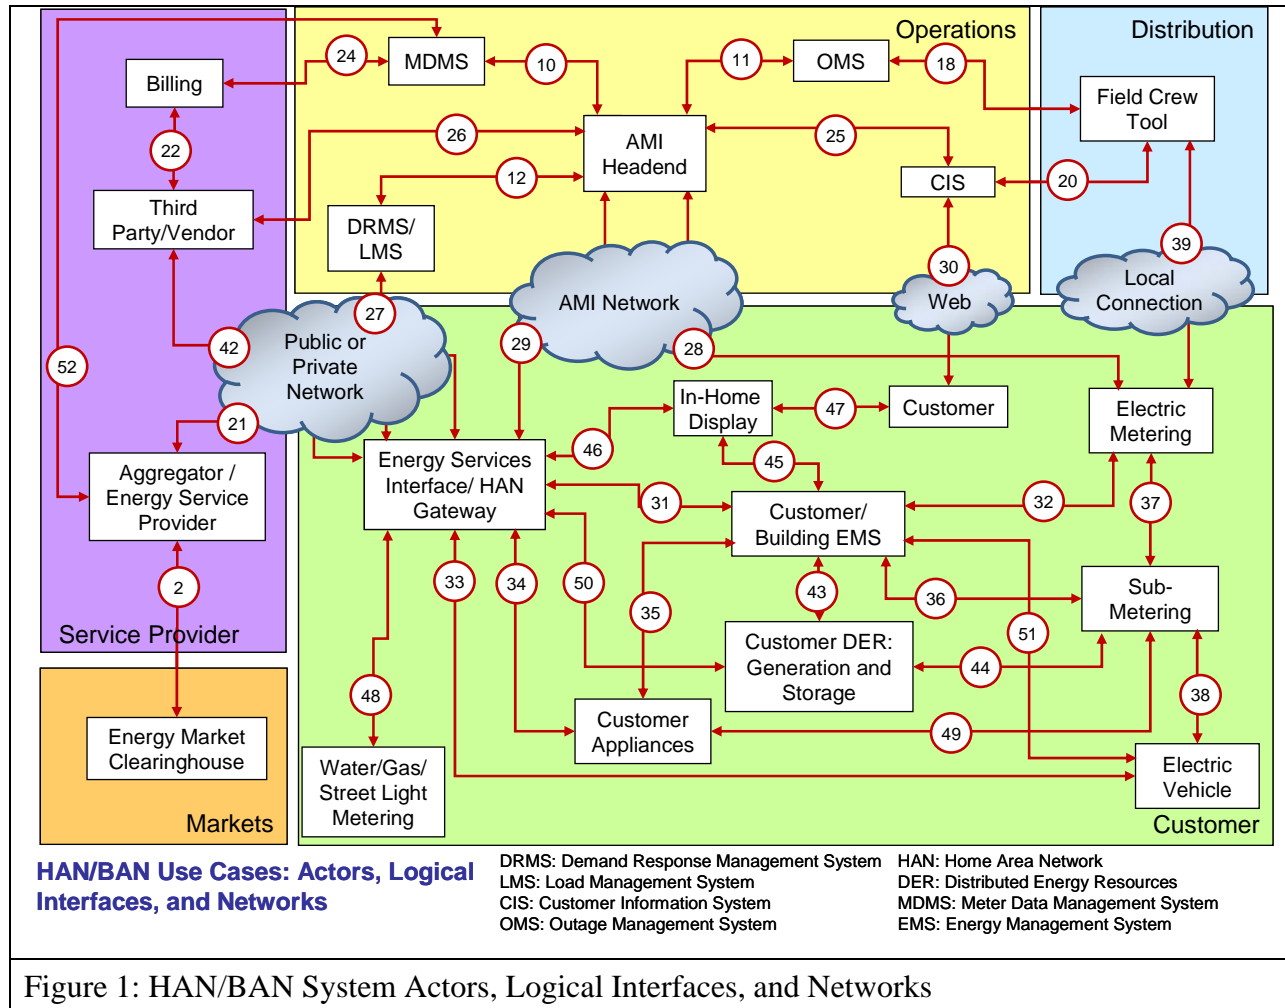 Operations
Distribution
24
MDMS
10
11
OMS
18
Billing
Field Crew
Tool
22
26
AMI
Headend
25
12
CIS
20
Third
Party/Vendor
DRMS/
LMS
39
30
27
AMI Network
Web
Local
Connection
42
Public or
Private
Network
29
28
52
21
In-Home
Display
47
Customer
Electric
Metering
46
45
Aggregator /
Energy Service
Provider
Energy Services
Interface/ HAN
Gateway
31
32
37
Customer/
Building EMS
2
33
34
50
43
36
Sub-
Metering
35
51
Service Provider
Customer DER:
Generation and
Storage
44
48
38
Customer
Appliances
49
Energy Market
Clearinghouse
Water/Gas/
Street Light
Metering
Electric
Vehicle
Markets
Customer
HAN/BAN Use Cases: Actors, Logical
Interfaces, and Networks
DRMS: Demand Response Management System
LMS: Load Management System
CIS: Customer Information System
OMS: Outage Management System
HAN: Home Area Network
DER: Distributed Energy Resources
MDMS: Meter Data Management System
EMS: Energy Management System
Figure 1: HAN/BAN System Actors, Logical Interfaces, and Networks